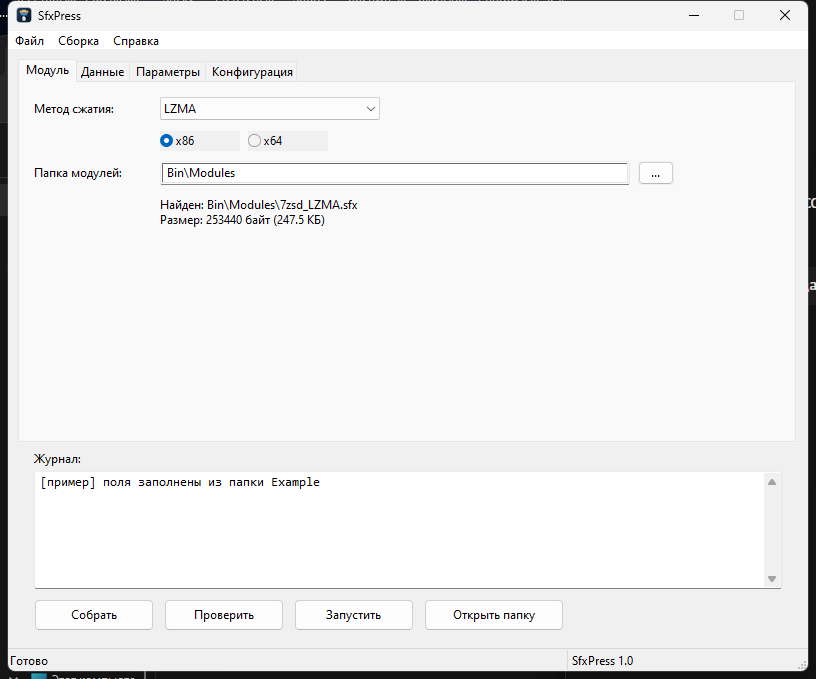 SfxPress
Файл Сборка Справка
Модуль Данные Параметры Конфигурация
Метод сжатия: LZMA
x86 x64
Папка модулей: Bin\Modules ...
Найден: Bin\Modules\7zsd_LZMA.sfx
Размер: 253440 байт (247.5 КБ)
Журнал:
[пример] поля заполнены из папки Example
Собрать Проверить Запустить Открыть папку
Готово SfxPress 1.0